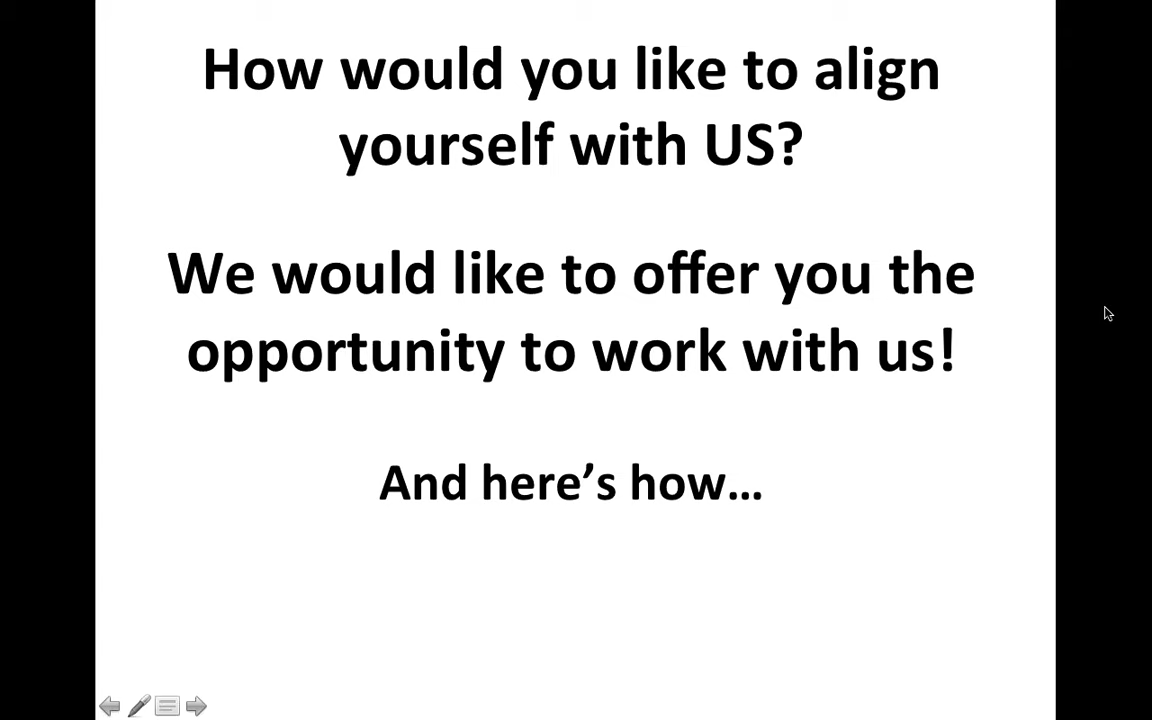 How would you like to align
yourself with US?
We would like to offer you the
opportunity to work with us!
And here’s how…